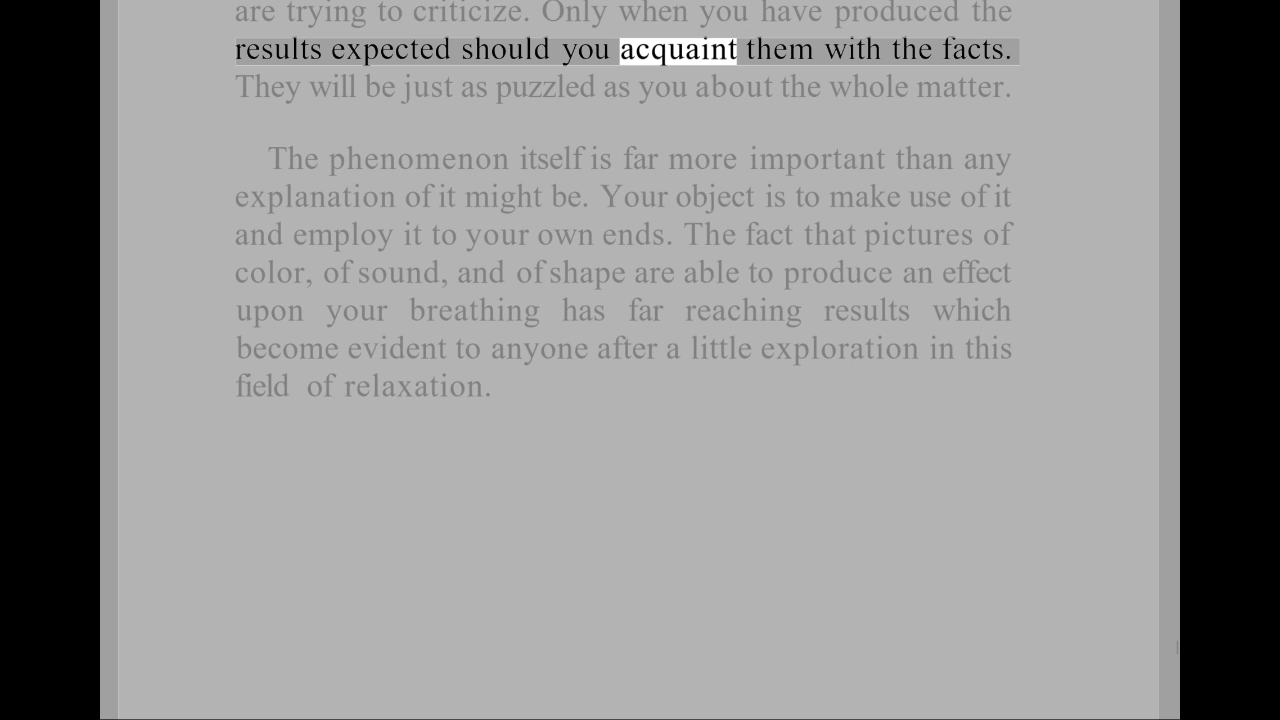 are trying to criticize. Only when you have produced the
results expected should you acquaint them with the facts.
They will be just as puzzled as you about the whole matter.
The phenomenon itself is far more important than any
explanation of it might be. Your object is to make use of it
and employ it to your own ends. The fact that pictures of
color, of sound, and of shape are able to produce an effect
upon your breathing has far reaching results which
become evident to anyone after a little exploration in this
field of relaxation.